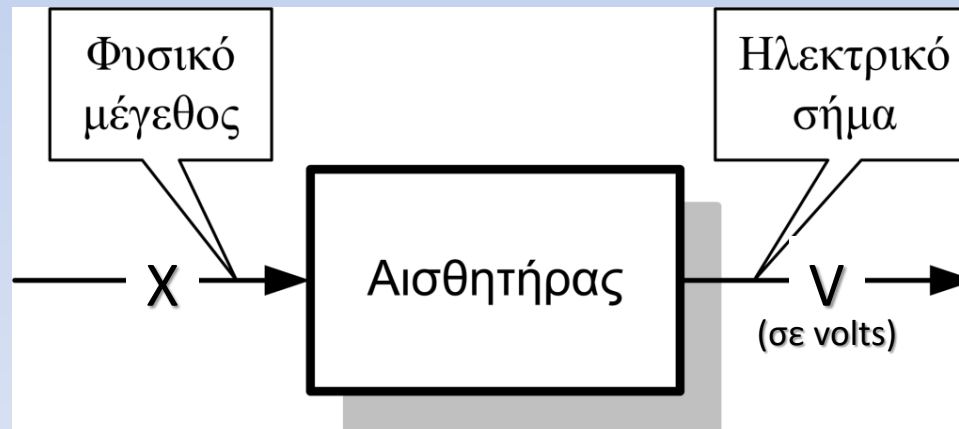 Φυσικό
μέγεθος
Ηλεκτρικό
σήμα
X
Αισθητήρας
V
(σε volts)